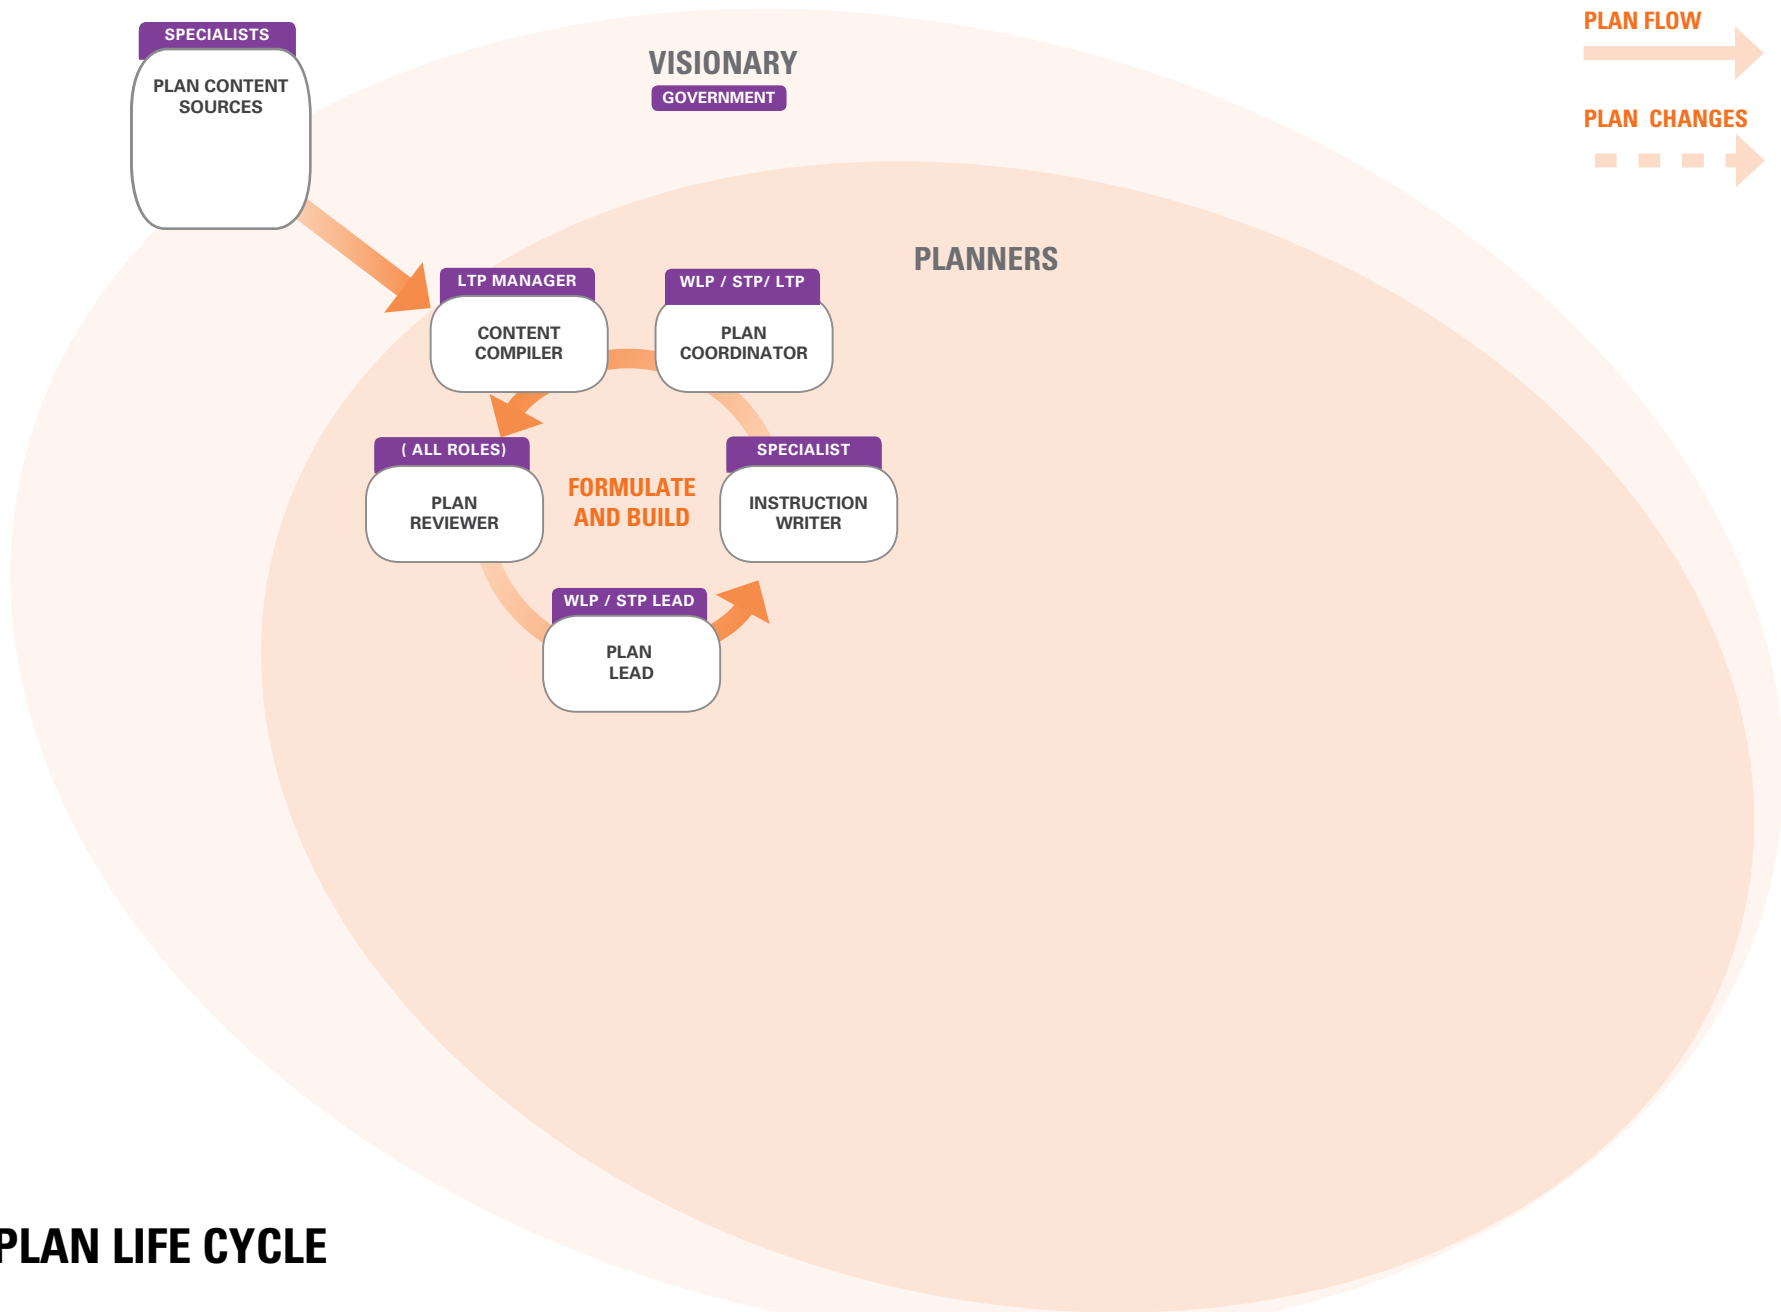 SPECIALISTS
PLAN CONTENT
SOURCES
VISIONARY
GOVERNMENT
PLAN FLOW
PLAN CHANGES
PLANNERS
LTP MANAGER
CONTENT
COMPILER
WLP / STP/ LTP
PLAN
COORDINATOR
( ALL ROLES)
PLAN
REVIEWER
FORMULATE
AND BUILD
SPECIALIST
INSTRUCTION
WRITER
WLP / STP LEAD
PLAN
LEAD
PLAN LIFE CYCLE